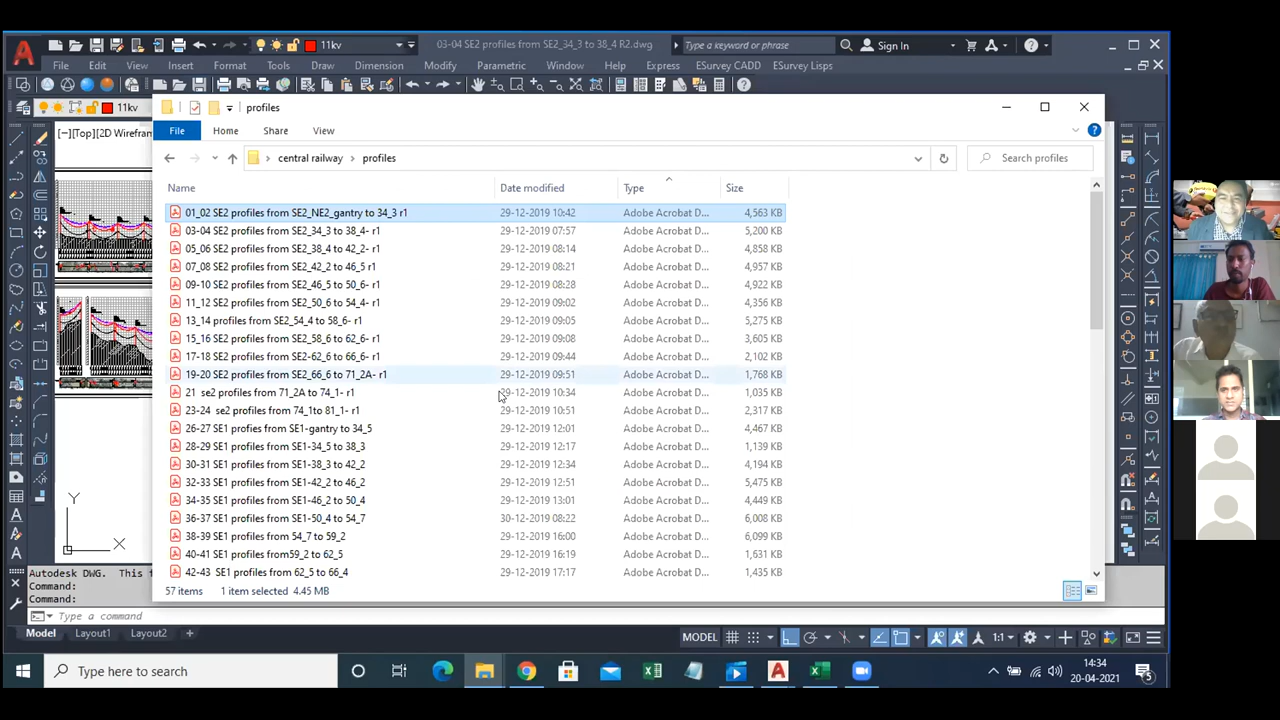 11kv
03-04 SE2 profiles from SE2_34_3 to 38_4 R2.dwg
Type a keyword or phrase
Sign In
File Edit View Insert Format Tools Draw Dimension Modify Parametric Window Help Express ESurvey CADD ESurvey Lisps
11kv
[−][Top][2D Wirefram
profiles
File Home Share View
central railway > profiles
Search profiles
Name Date modified Type Size
01_02 SE2 profiles from SE2_NE2_gantry to 34_3 r1 29-12-2019 10:42 Adobe Acrobat D... 4,563 KB
03-04 SE2 profiles from SE2_34_3 to 38_4- r1 29-12-2019 07:57 Adobe Acrobat D... 5,200 KB
05_06 SE2 profiles from SE2_38_4 to 42_2- r1 29-12-2019 08:14 Adobe Acrobat D... 4,858 KB
07_08 SE2 profiles from SE2_42_2 to 46_5 r1 29-12-2019 08:21 Adobe Acrobat D... 4,957 KB
09-10 SE2 profiles from SE2_46_5 to 50_6- r1 29-12-2019 08:28 Adobe Acrobat D... 4,922 KB
11_12 SE2 profiles from SE2_50_6 to 54_4- r1 29-12-2019 09:02 Adobe Acrobat D... 4,356 KB
13_14 profiles from SE2_54_4 to 58_6- r1 29-12-2019 09:05 Adobe Acrobat D... 5,275 KB
15_16 SE2 profiles from SE2_58_6 to 62_6- r1 29-12-2019 09:08 Adobe Acrobat D... 3,605 KB
17-18 SE2 profiles from SE2-62_6 to 66_6- r1 29-12-2019 09:44 Adobe Acrobat D... 2,102 KB
19-20 SE2 profiles from SE2_66_6 to 71_2A- r1 29-12-2019 09:51 Adobe Acrobat D... 1,768 KB
21 se2 profiles from 71_2A to 74_1- r1 29-12-2019 10:34 Adobe Acrobat D... 1,035 KB
23-24 se2 profiles from 74_1to 81_1- r1 29-12-2019 10:51 Adobe Acrobat D... 2,317 KB
26-27 SE1 profies from SE1-gantry to 34_5 29-12-2019 12:01 Adobe Acrobat D... 4,467 KB
28-29 SE1 profiles from SE1-34_5 to 38_3 29-12-2019 12:17 Adobe Acrobat D... 1,139 KB
30-31 SE1 profiles from SE1-38_3 to 42_2 29-12-2019 12:34 Adobe Acrobat D... 4,194 KB
32-33 SE1 profiles from SE1-42_2 to 46_2 29-12-2019 12:51 Adobe Acrobat D... 5,475 KB
34-35 SE1 profiles from SE1-46_2 to 50_4 29-12-2019 13:01 Adobe Acrobat D... 4,449 KB
36-37 SE1 profiles from SE1-50_4 to 54_7 30-12-2019 08:22 Adobe Acrobat D... 6,008 KB
38-39 SE1 profiles from 54_7 to 59_2 29-12-2019 16:00 Adobe Acrobat D... 6,099 KB
40-41 SE1 profiles from59_2 to 62_5 29-12-2019 16:19 Adobe Acrobat D... 1,631 KB
42-43 SE1 profiles from 62_5 to 66_4 29-12-2019 17:17 Adobe Acrobat D... 1,435 KB
57 items 1 item selected 4.45 MB
Y
X
Autodesk DWG. This f
Command:
Command:
Type a command
Model Layout1 Layout2 +
MODEL 1:1
Type here to search
14:34
20-04-2021
5